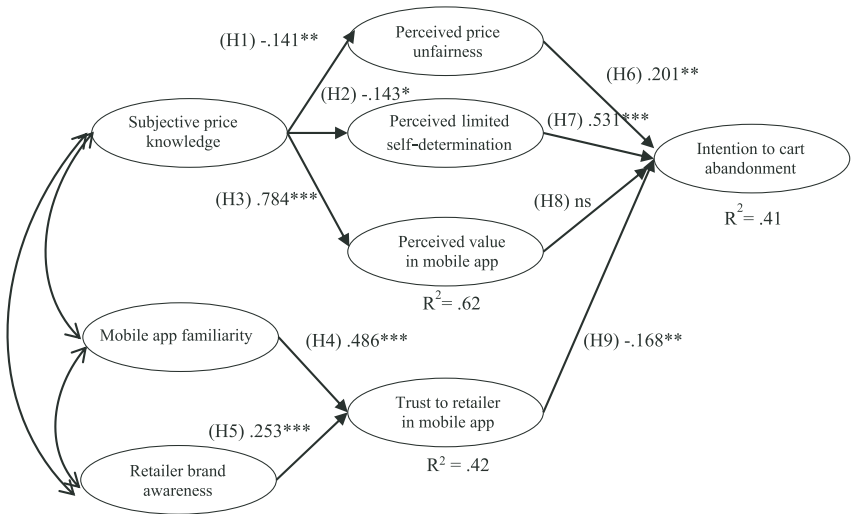 Perceived price
unfairness
(H1) -.141**
(H6) .201**
(H2) -.143*
(H7) .531***
Subjective price
knowledge
Perceived limited
self-determination
Intention to cart
abandonment
(H3) .784***
(H8) ns
R2= .41
Perceived value
in mobile app
R2= .62
Mobile app familiarity
(H4) .486***
(H9) -.168**
Trust to retailer
in mobile app
(H5) .253***
R2 = .42
Retailer brand
awareness